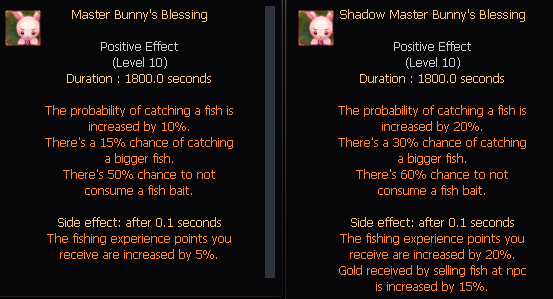 Master Bunny's Blessing
Positive Effect
(Level 10)
Duration : 1800.0 seconds
The probability of catching a fish is
increased by 10%.
There's a 15% chance of catching
a bigger fish.
There's 50% chance to not
consume a fish bait.
Side effect: after 0.1 seconds
The fishing experience points you
receive are increased by 5%.
Shadow Master Bunny's Blessing
Positive Effect
(Level 10)
Duration : 1800.0 seconds
The probability of catching a fish is
increased by 20%.
There's a 30% chance of catching
a bigger fish.
There's 60% chance to not
consume a fish bait.
Side effect: after 0.1 seconds
The fishing experience points you
receive are increased by 20%.
Gold received by selling fish at npc
is increased by 15%.